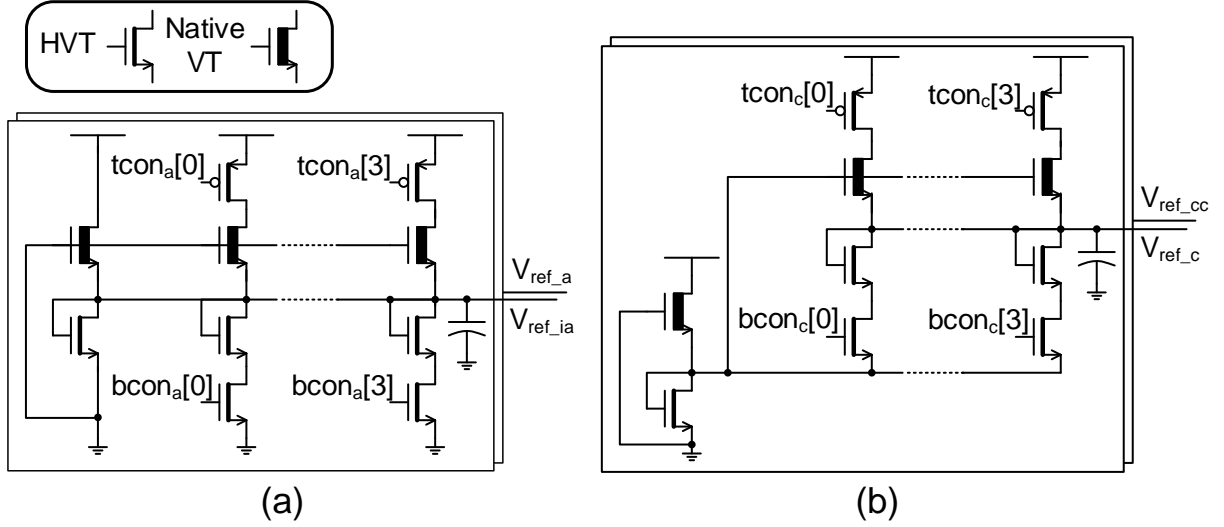 HVT
Native
VT
tcona[0]
tcona[3]
Vref_a
Vref_ia
bcona[0]
bcona[3]
(a)
tconc[0]
tconc[3]
Vref_cc
Vref_c
bconc[0]
bconc[3]
(b)